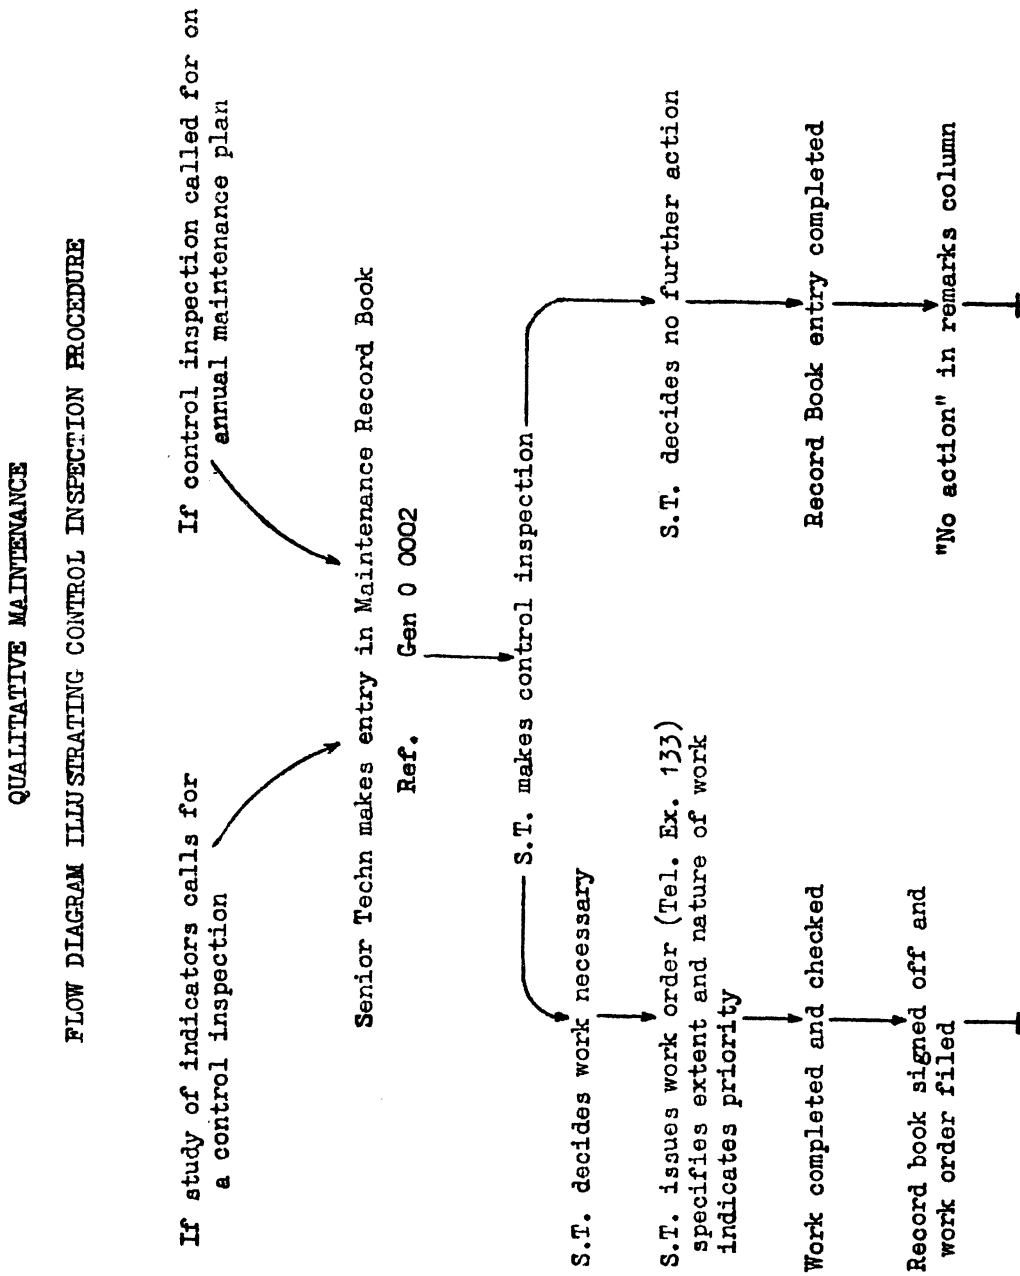 QUALITATIVE MAINTENANCE
FLOW DIAGRAM ILLUSTRATING CONTROL INSPECTION PROCEDURE
If study of indicators calls for
a control inspection
If control inspection called for on
annual maintenance plan
Senior Techn makes entry in Maintenance Record Book
Ref. Gen 0 0002
S.T. makes control inspection
S.T. decides work necessary
S.T. issues work order (Tel. Ex. 133)
specifies extent and nature of work
indicates priority
Work completed and checked
Record book signed off and
work order filed
S.T. decides no further action
Record Book entry completed
"No action" in remarks column